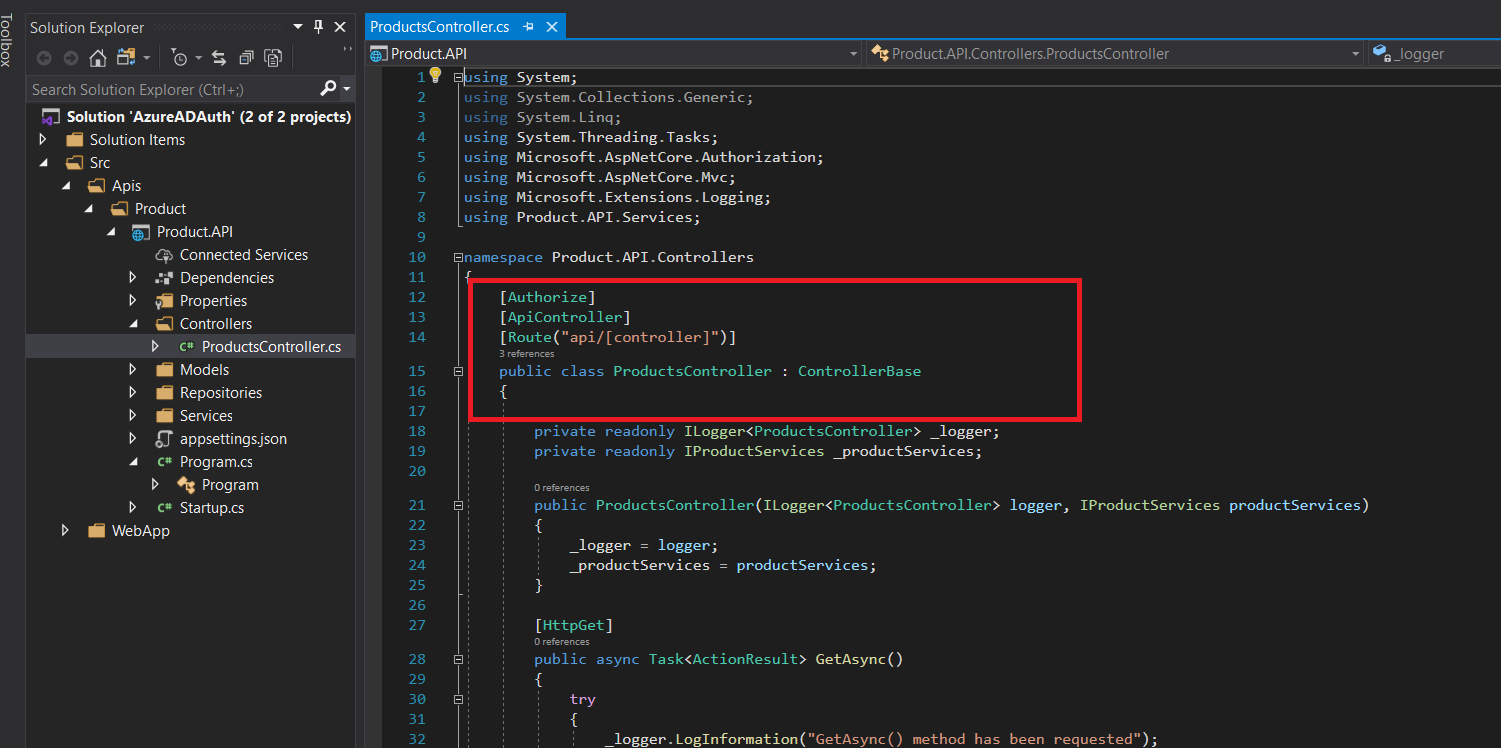 Toolbox
Solution Explorer
Search Solution Explorer (Ctrl+;)
Solution 'AzureADAuth' (2 of 2 projects)
Solution Items
Src
Apis
Product
Product.API
Connected Services
Dependencies
Properties
Controllers
C# ProductsController.cs
Models
Repositories
Services
appsettings.json
C# Program.cs
Program
C# Startup.cs
WebApp
ProductsController.cs
Product.API
Product.API.Controllers.ProductsController
_logger
1 using System;
2 using System.Collections.Generic;
3 using System.Linq;
4 using System.Threading.Tasks;
5 using Microsoft.AspNetCore.Authorization;
6 using Microsoft.AspNetCore.Mvc;
7 using Microsoft.Extensions.Logging;
8 using Product.API.Services;
9
10 namespace Product.API.Controllers
11 {
12 [Authorize]
13 [ApiController]
14 [Route("api/[controller]")]
3 references
15 public class ProductsController : ControllerBase
16 {
17
18 private readonly ILogger<ProductsController> _logger;
19 private readonly IProductServices _productServices;
20
0 references
21 public ProductsController(ILogger<ProductsController> logger, IProductServices productServices)
22 {
23 _logger = logger;
24 _productServices = productServices;
25 }
26
27 [HttpGet]
0 references
28 public async Task<ActionResult> GetAsync()
29 {
30 try
31 {
32 _logger.LogInformation("GetAsync() method has been requested");